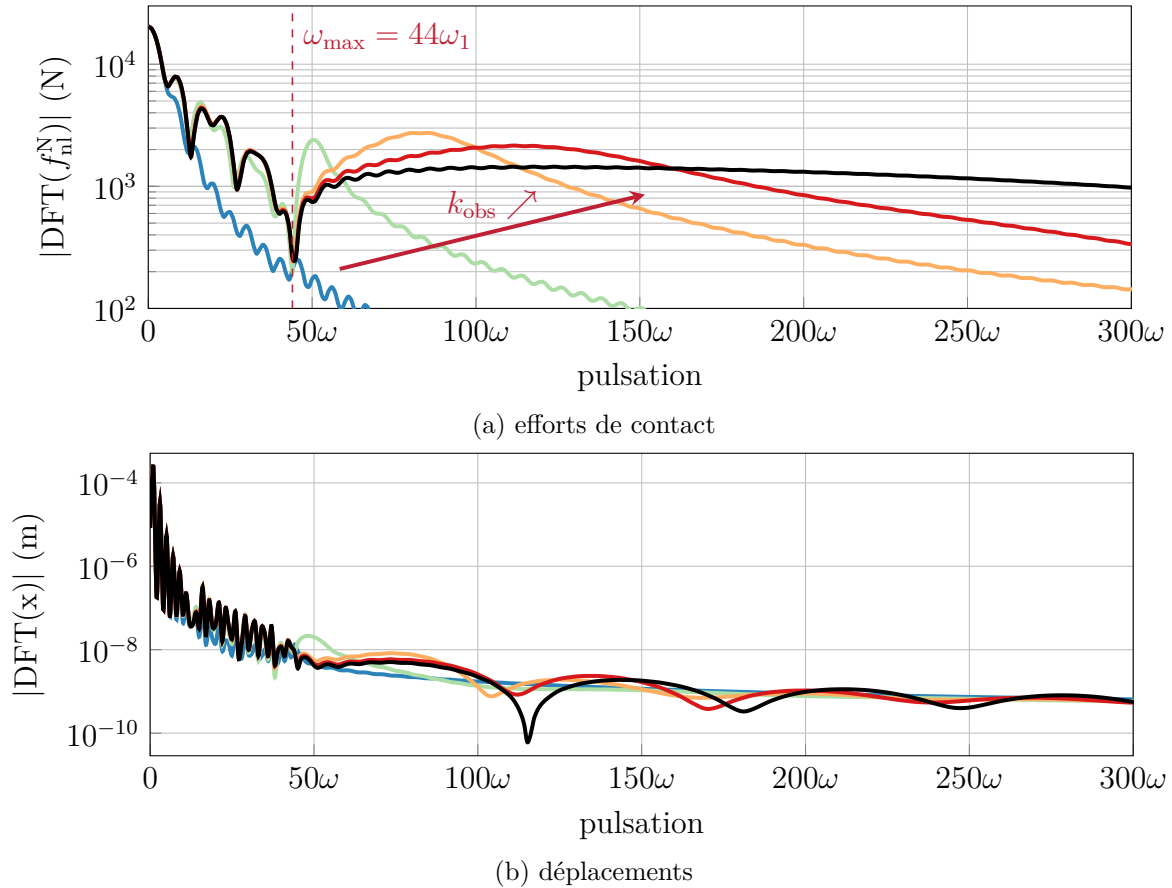 |DFT(f_nl^N)| (N)
10^4
10^3
10^2
ω_max = 44ω_1
k_obs ↗
0 50ω 100ω 150ω 200ω 250ω 300ω
pulsation
(a) efforts de contact
|DFT(x)| (m)
10^−4
10^−6
10^−8
10^−10
0 50ω 100ω 150ω 200ω 250ω 300ω
pulsation
(b) déplacements